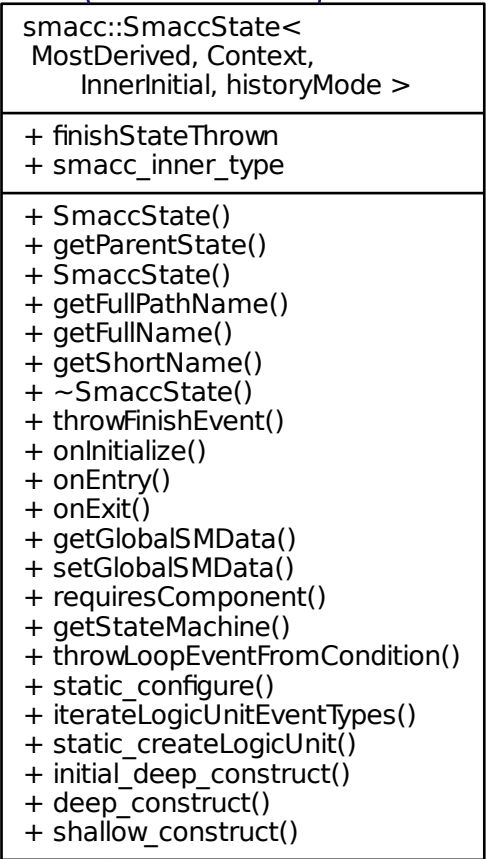 smacc::SmaccState<
MostDerived, Context,
InnerInitial, historyMode >
+ finishStateThrown
+ smacc_inner_type
+ SmaccState()
+ getParentState()
+ SmaccState()
+ getFullPathName()
+ getFullName()
+ getShortName()
+ ~SmaccState()
+ throwFinishEvent()
+ onInitialize()
+ onEntry()
+ onExit()
+ getGlobalSMData()
+ setGlobalSMData()
+ requiresComponent()
+ getStateMachine()
+ throwLoopEventFromCondition()
+ static_configure()
+ iterateLogicUnitEventTypes()
+ static_createLogicUnit()
+ initial_deep_construct()
+ deep_construct()
+ shallow_construct()